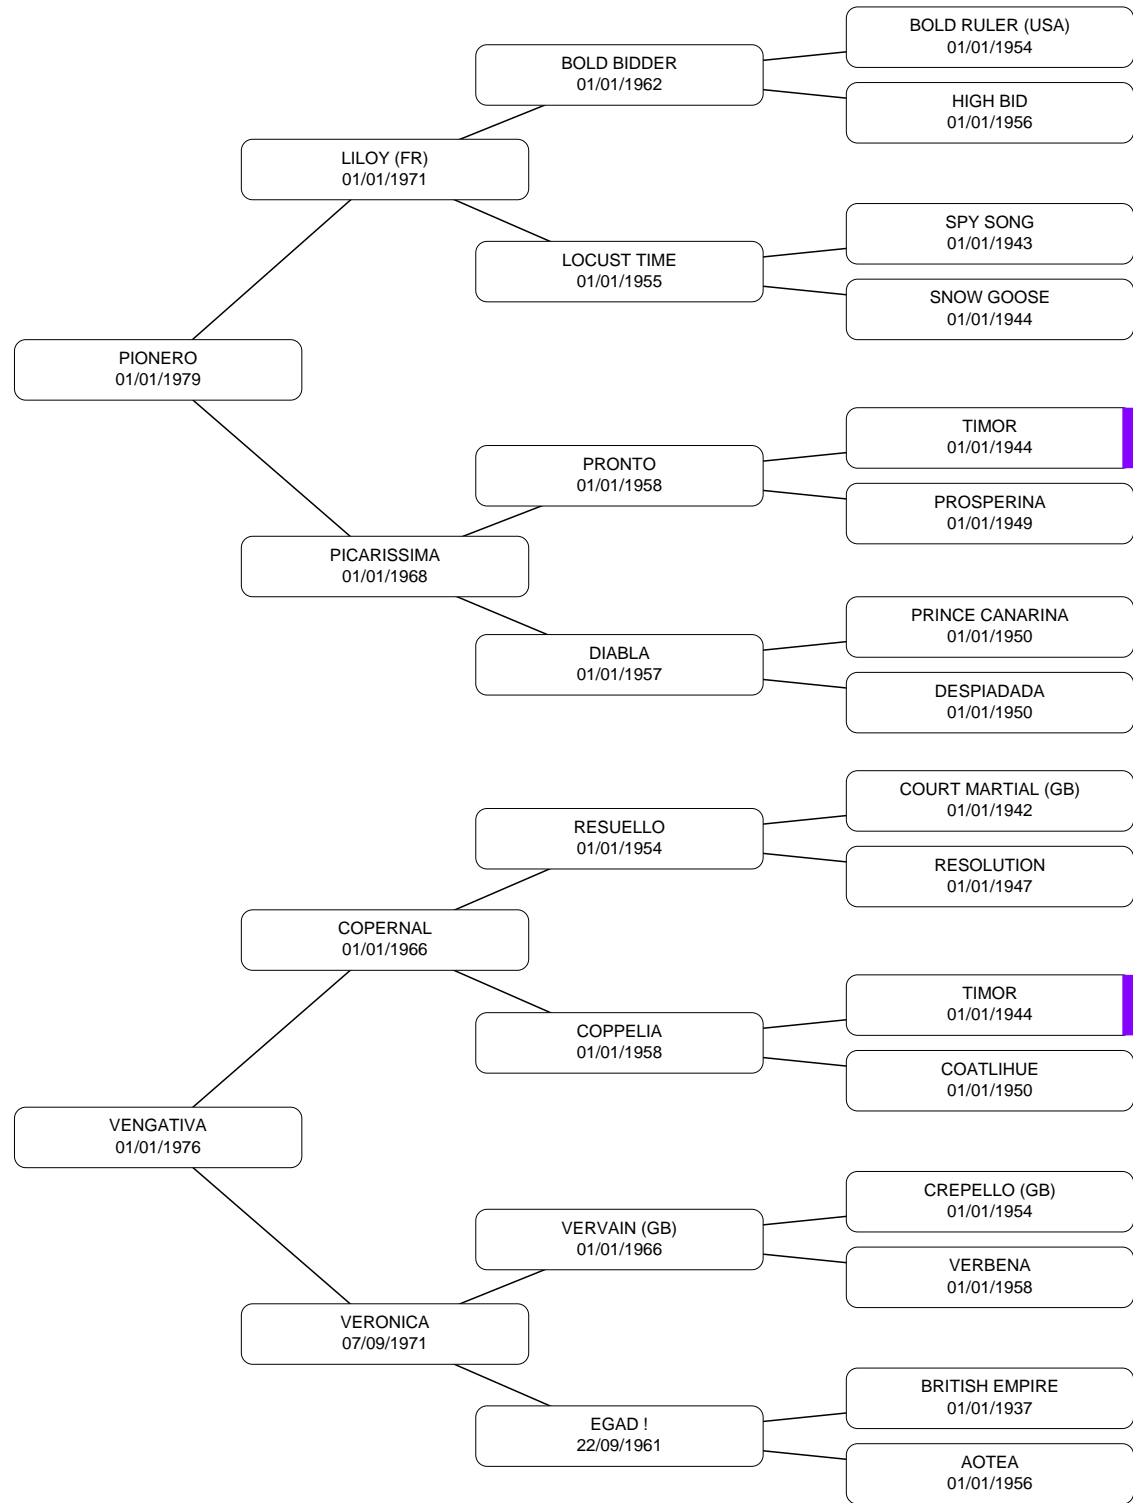 BOLD RULER (USA)
01/01/1954
BOLD BIDDER
01/01/1962
HIGH BID
01/01/1956
LILOY (FR)
01/01/1971
SPY SONG
01/01/1943
LOCUST TIME
01/01/1955
SNOW GOOSE
01/01/1944
PIONERO
01/01/1979
TIMOR
01/01/1944
PRONTO
01/01/1958
PROSPERINA
01/01/1949
PICARISSIMA
01/01/1968
PRINCE CANARINA
01/01/1950
DIABLA
01/01/1957
DESPIADADA
01/01/1950
COURT MARTIAL (GB)
01/01/1942
RESUELLO
01/01/1954
RESOLUTION
01/01/1947
COPERNAL
01/01/1966
TIMOR
01/01/1944
COPPELIA
01/01/1958
COATLIHUE
01/01/1950
VENGATIVA
01/01/1976
CREPELLO (GB)
01/01/1954
VERVAIN (GB)
01/01/1966
VERBENA
01/01/1958
VERONICA
07/09/1971
BRITISH EMPIRE
01/01/1937
EGAD !
22/09/1961
AOTEA
01/01/1956